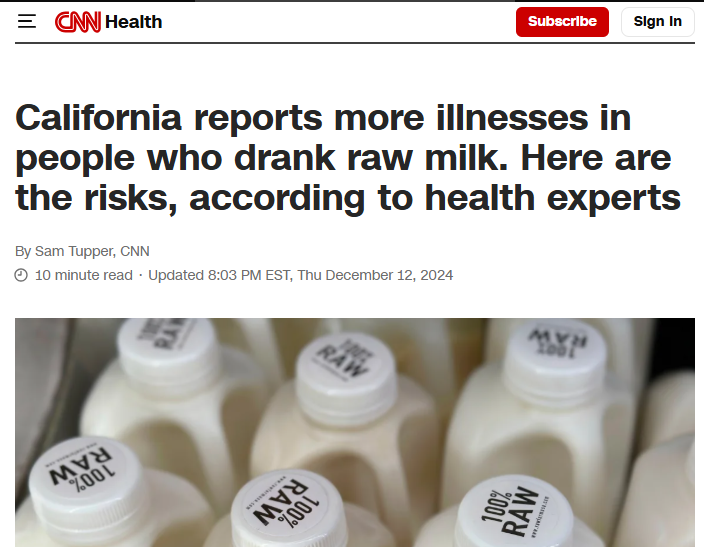 CNN Health
Subscribe
Sign in
California reports more illnesses in
people who drank raw milk. Here are
the risks, according to health experts
By Sam Tupper, CNN
10 minute read · Updated 8:03 PM EST, Thu December 12, 2024
100%
RAW
100%
RAW
100%
RAW
100%
RAW
100%
RAW
100%
RAW